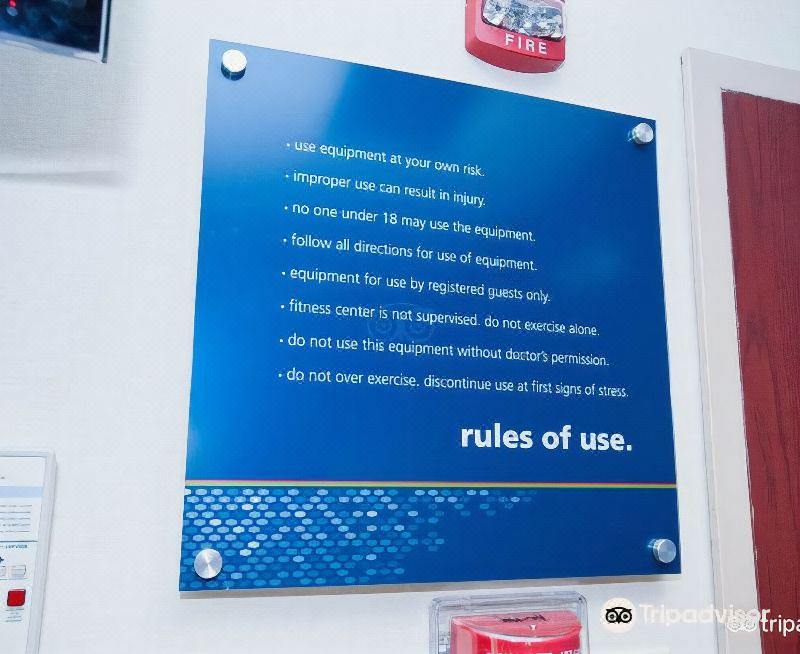 FIRE
· use equipment at your own risk.
· improper use can result in injury.
· no one under 18 may use the equipment.
· follow all directions for use of equipment.
· equipment for use by registered guests only.
· fitness center is not supervised. do not exercise alone.
· do not use this equipment without doctor's permission.
· do not over exercise. discontinue use at first signs of stress.
rules of use.
Tripadvisor
tripa